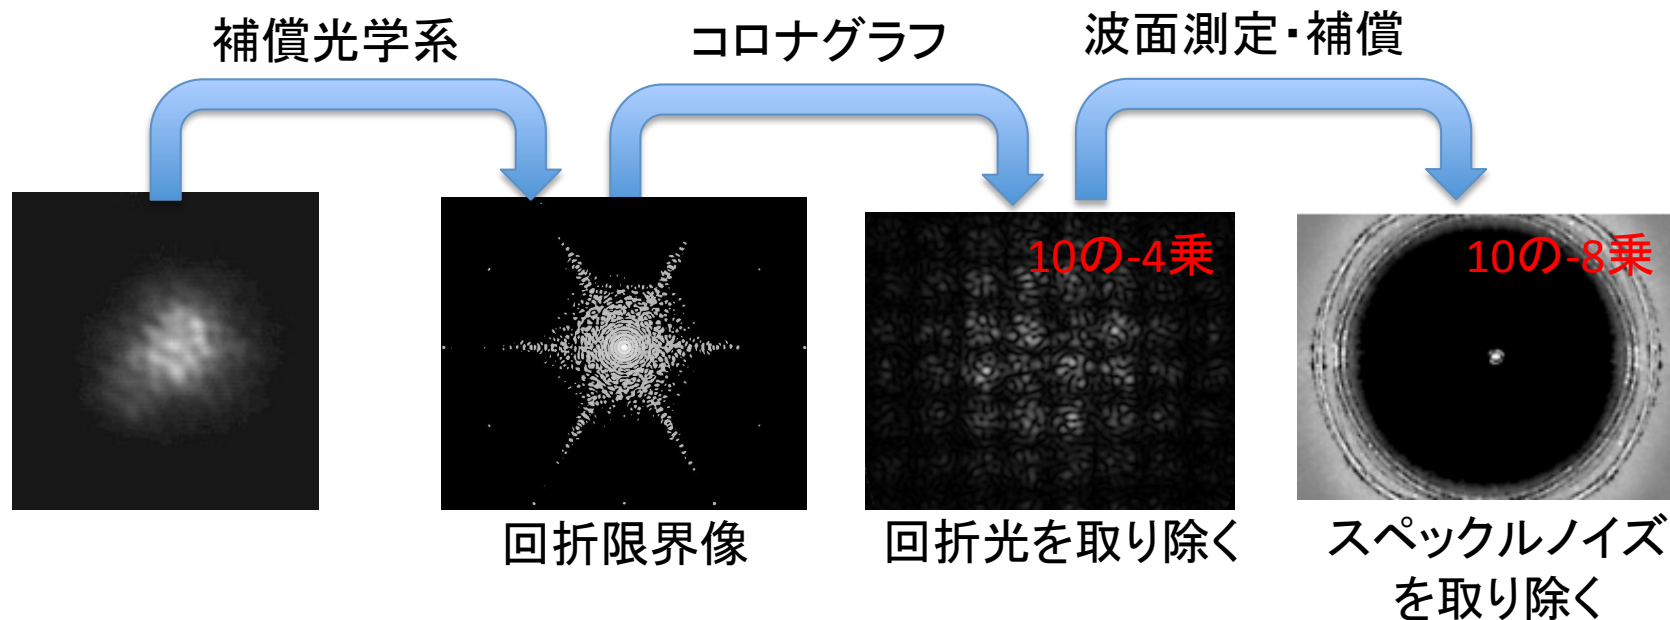 補償光学系
コロナグラフ
波面測定・補償
10の-4乗
10の-8乗
回折限界像
回折光を取り除く
スペックルノイズ
を取り除く